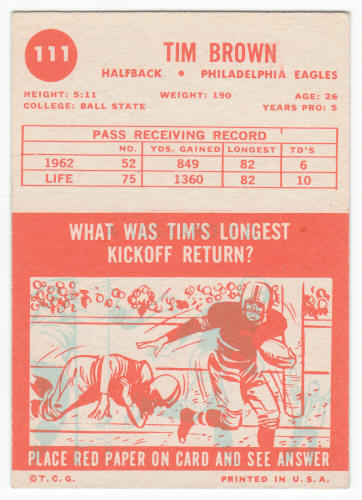 111
TIM BROWN
HALFBACK • PHILADELPHIA EAGLES
HEIGHT: 5:11 WEIGHT: 190 AGE: 26
COLLEGE: BALL STATE YEARS PRO: 5
PASS RECEIVING RECORD
NO. YDS. GAINED LONGEST TD'S
1962 52 849 82 6
LIFE 75 1360 82 10
WHAT WAS TIM'S LONGEST
KICKOFF RETURN?
PLACE RED PAPER ON CARD AND SEE ANSWER
©T.C.G. PRINTED IN U.S.A.